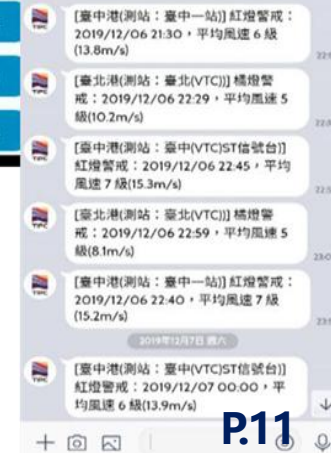 [臺中港(測站：臺中一站)] 紅燈警戒：
2019/12/06 21:30，平均風速 6 級
(13.8m/s)
[臺北港(測站：臺北(VTC))] 橘燈警
戒：2019/12/06 22:29，平均風速 5
級(10.2m/s)
[臺中港(測站：臺中(VTC)ST信號台)]
紅燈警戒：2019/12/06 22:45，平均
風速 7 級(15.3m/s)
[臺北港(測站：臺北(VTC))] 橘燈警
戒：2019/12/06 22:59，平均風速 5
級(8.1m/s)
[臺中港(測站：臺中一站)] 紅燈警戒：
2019/12/06 22:40，平均風速 7 級
(15.2m/s)
2019年12月7日 週六
[臺中港(測站：臺中(VTC)ST信號台)]
紅燈警戒：2019/12/07 00:00，平
均風速 6 級(13.9m/s)
P.11